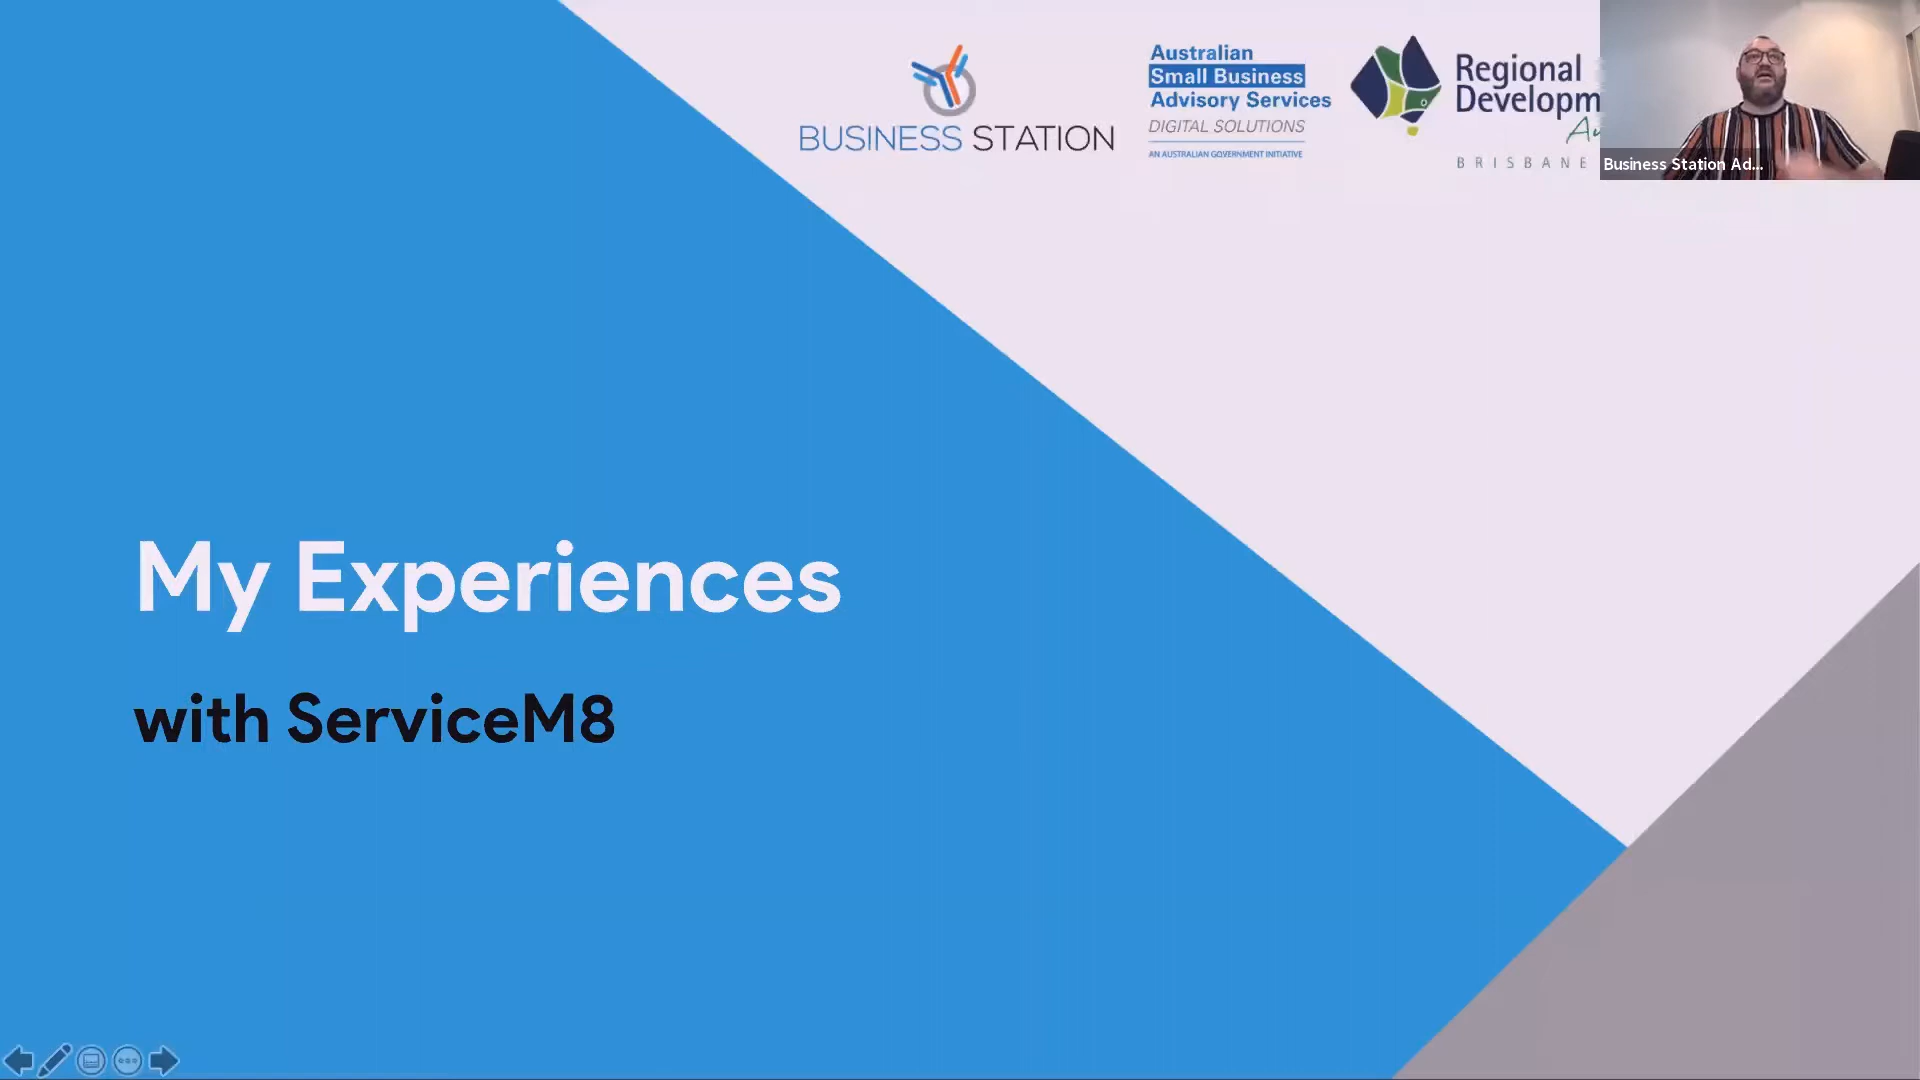 BUSINESS STATION
Australian
Small Business
Advisory Services
DIGITAL SOLUTIONS
AN AUSTRALIAN GOVERNMENT INITIATIVE
Regional
Developm
BRISBANE
Business Station Ad...
My Experiences
with ServiceM8